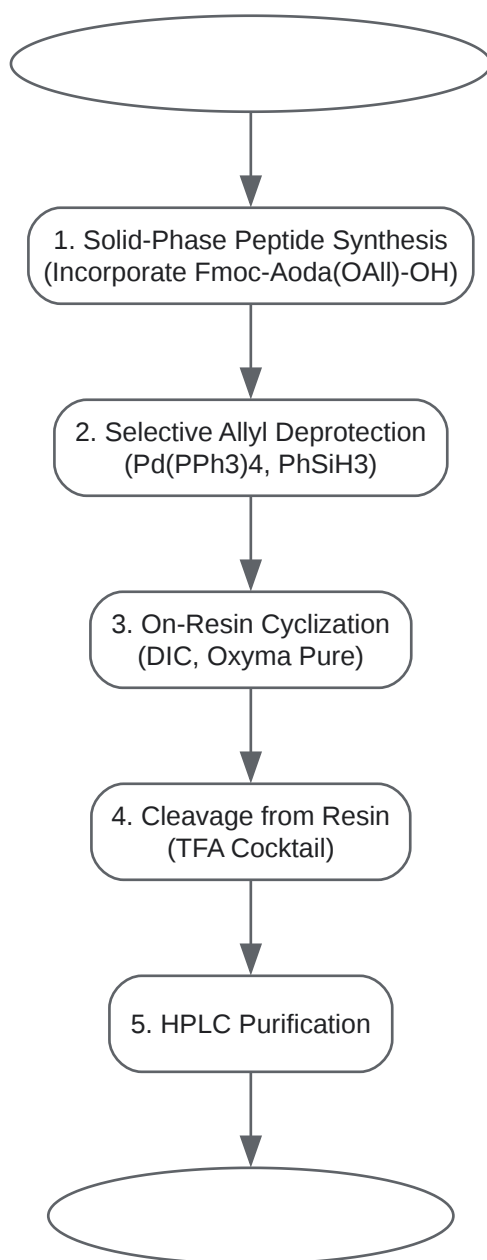 1. Solid-Phase Peptide Synthesis
(Incorporate Fmoc-Aoda(OAll)-OH)
2. Selective Allyl Deprotection
(Pd(PPh3)4, PhSiH3)
3. On-Resin Cyclization
(DIC, Oxyma Pure)
4. Cleavage from Resin
(TFA Cocktail)
5. HPLC Purification